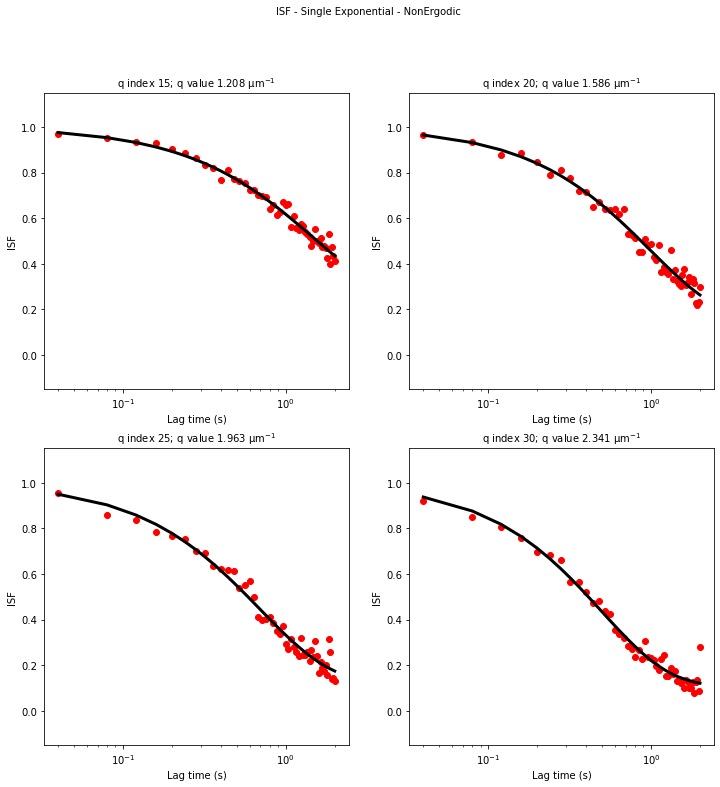 ISF - Single Exponential - NonErgodic
q index 15; q value 1.208 μm⁻¹
q index 20; q value 1.586 μm⁻¹
1.0
0.8
0.6
0.4
0.2
0.0
ISF
10⁻¹
10⁰
Lag time (s)
1.0
0.8
0.6
0.4
0.2
0.0
ISF
10⁻¹
10⁰
Lag time (s)
q index 25; q value 1.963 μm⁻¹
q index 30; q value 2.341 μm⁻¹
1.0
0.8
0.6
0.4
0.2
0.0
ISF
10⁻¹
10⁰
Lag time (s)
1.0
0.8
0.6
0.4
0.2
0.0
ISF
10⁻¹
10⁰
Lag time (s)